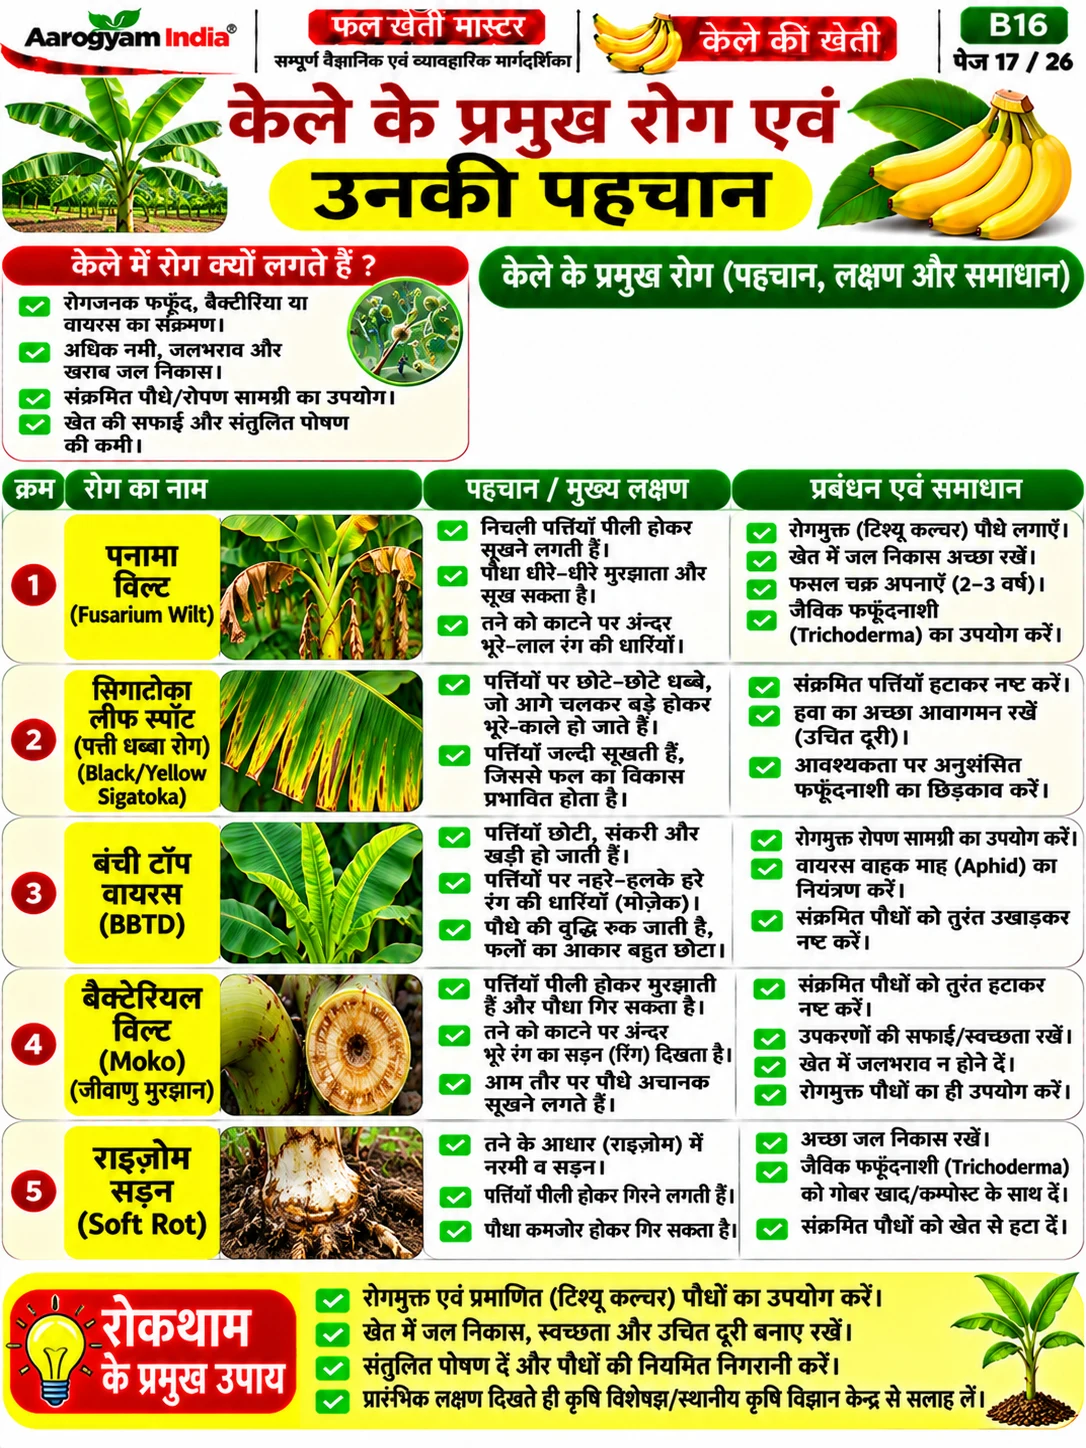 Aarogyam India®
फल खेती मास्टर
सम्पूर्ण वैज्ञानिक एवं व्यावहारिक मार्गदर्शिका
केले की खेती
B16
पेज 17 / 26
केले के प्रमुख रोग एवं
उनकी पहचान
केले में रोग क्यों लगते हैं ?
रोगजनक फफूंद, बैक्टीरिया या
वायरस का संक्रमण।
अधिक नमी, जलभराव और
खराब जल निकास।
संक्रमित पौधे/रोपण सामग्री का उपयोग।
खेत की सफाई और संतुलित पोषण
की कमी।
केले के प्रमुख रोग (पहचान, लक्षण और समाधान)
क्रम
रोग का नाम
पहचान / मुख्य लक्षण
प्रबंधन एवं समाधान
1
पनामा
विल्ट
(Fusarium Wilt)
निचली पत्तियाँ पीली होकर
सूखने लगती हैं।
पौधा धीरे-धीरे मुरझाता और
सूख सकता है।
तने को काटने पर अंन्दर
भूरे-लाल रंग की धारियाँ।
रोगमुक्त (टिश्यू कल्चर) पौधे लगाएँ।
खेत में जल निकास अच्छा रखें।
फसल चक्र अपनाएँ (2-3 वर्ष)।
जैविक फफूंदनाशी
(Trichoderma) का उपयोग करें।
2
सिगाटोका
लीफ स्पॉट
(पत्ती धब्बा रोग)
(Black/Yellow
Sigatoka)
पत्तियों पर छोटे-छोटे धब्बे,
जो आगे चलकर बड़े होकर
भूरे-काले हो जाते हैं।
पत्तियाँ जल्दी सूखती हैं,
जिससे फल का विकास
प्रभावित होता है।
संक्रमित पत्तियाँ हटाकर नष्ट करें।
हवा का अच्छा आवागमन रखें
(उचित दूरी)।
आवश्यकता पर अनुशंसित
फफूंदनाशी का छिड़काव करें।
3
बंची टॉप
वायरस
(BBTD)
पत्तियाँ छोटी, संकरी और
खड़ी हो जाती हैं।
पत्तियों पर नहरे-हलके हरे
रंग की धारियाँ (मोज़ेक)।
पौधे की वृद्धि रुक जाती है,
फलों का आकार बहुत छोटा।
रोगमुक्त रोपण सामग्री का उपयोग करें।
वायरस वाहक माह (Aphid) का
नियंत्रण करें।
संक्रमित पौधों को तुरंत उखाड़कर
नष्ट करें।
4
बैक्टेरियल
विल्ट
(Moko)
(जीवाणु मुरझान)
पत्तियाँ पीली होकर मुरझाती
हैं और पौधा गिर सकता है।
तने को काटने पर अंन्दर
भूरे रंग का सड़न (रिंग) दिखता है।
आम तौर पर पौधे अचानक
सूखने लगते हैं।
संक्रमित पौधों को तुरंत हटाकर
नष्ट करें।
उपकरणों की सफाई/स्वच्छता रखें।
खेत में जलभराव न होने दें।
रोगमुक्त पौधों का ही उपयोग करें।
5
राइज़ोम
सड़न
(Soft Rot)
तने के आधार (राइज़ोम) में
नरमी व सड़न।
पत्तियाँ पीली होकर गिरने लगती हैं।
पौधा कमजोर होकर गिर सकता है।
अच्छा जल निकास रखें।
जैविक फफूंदनाशी (Trichoderma)
को गोबर खाद/कम्पोस्ट के साथ दें।
संक्रमित पौधों को खेत से हटा दें।
रोकथाम
के प्रमुख उपाय
रोगमुक्त एवं प्रमाणित (टिश्यू कल्चर) पौधों का उपयोग करें।
खेत में जल निकास, स्वच्छता और उचित दूरी बनाए रखें।
संतुलित पोषण दें और पौधों की नियमित निगरानी करें।
प्रारंभिक लक्षण दिखते ही कृषि विशेषज्ञ/स्थानीय कृषि विज्ञान केन्द्र से सलाह लें।